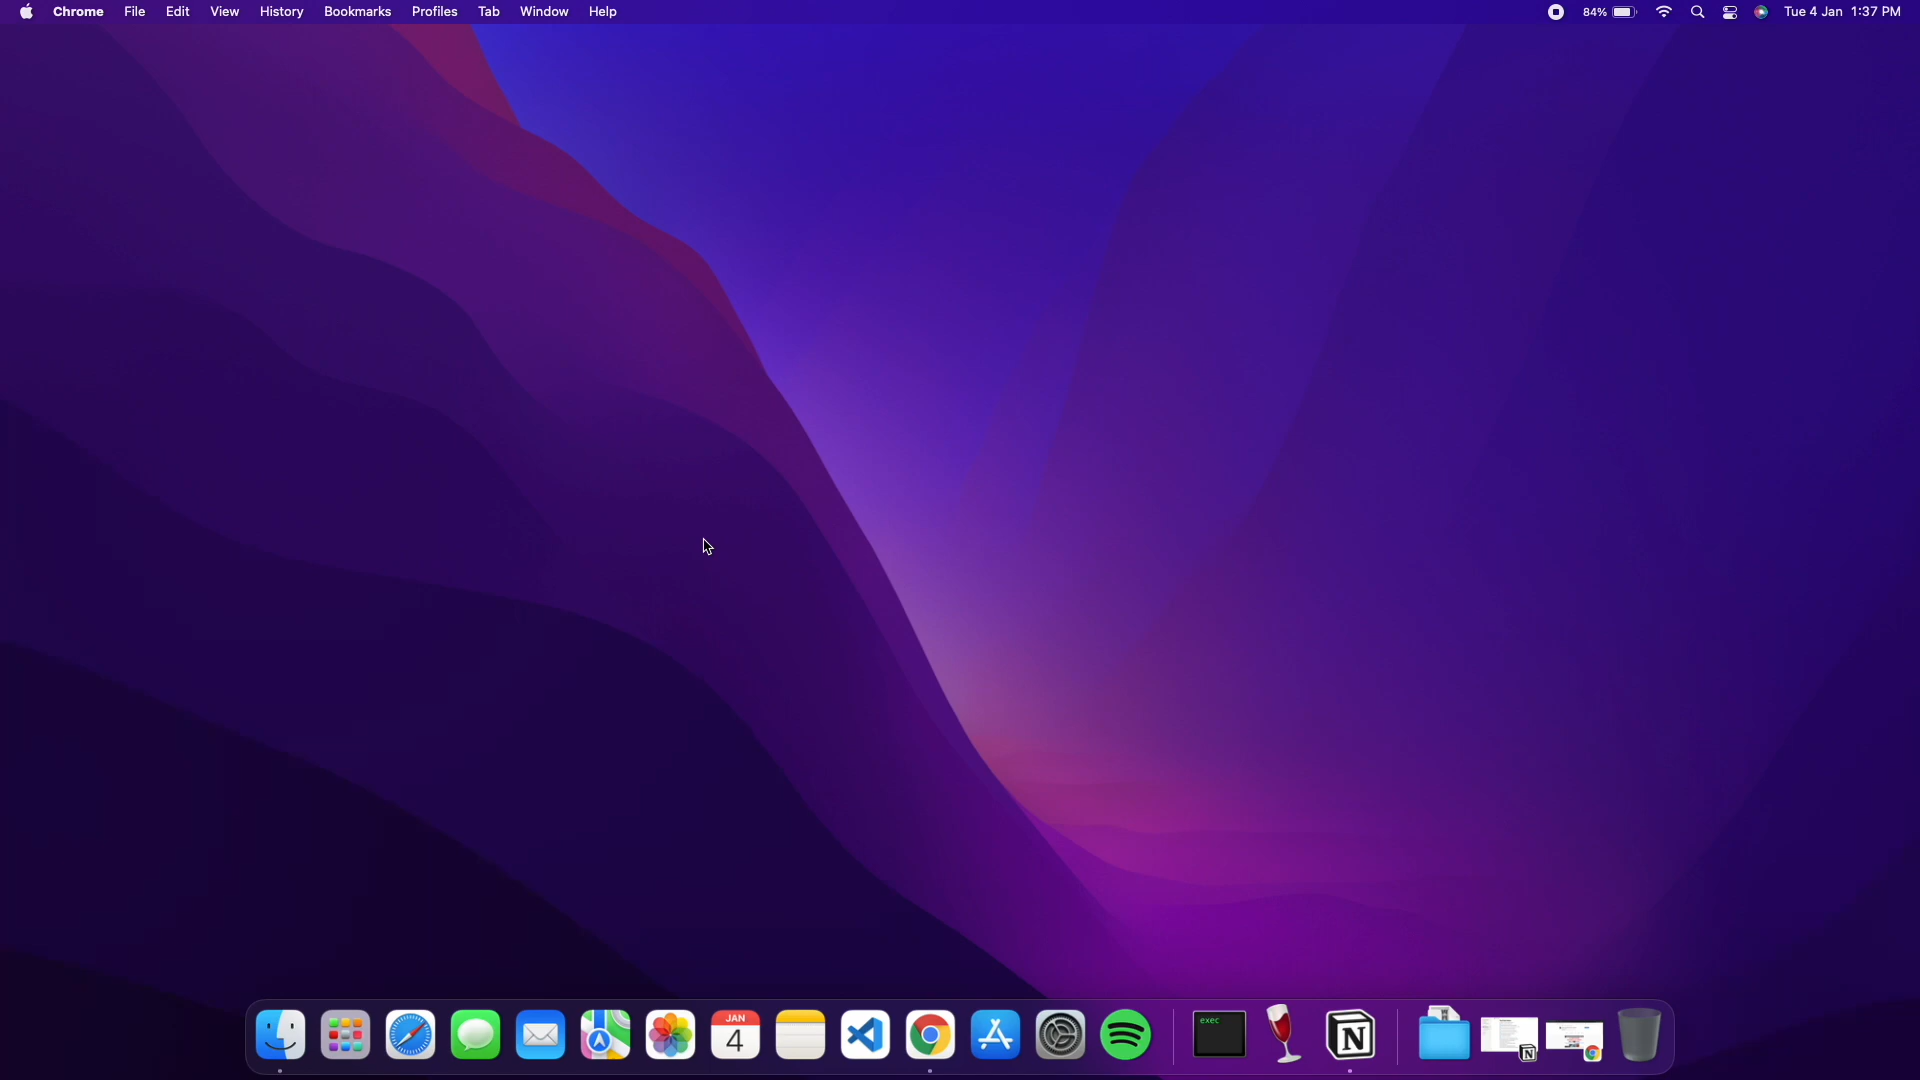 Chrome File Edit View History Bookmarks Profiles Tab Window Help 84% Tue 4 Jan 1:37 PM
JAN
4
exec